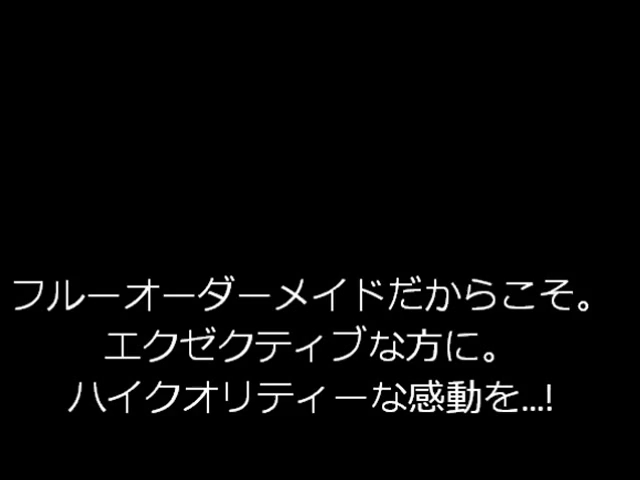 フルーオーダーメイドだからこそ。
エクゼクティブな方に。
ハイクオリティーな感動を...!